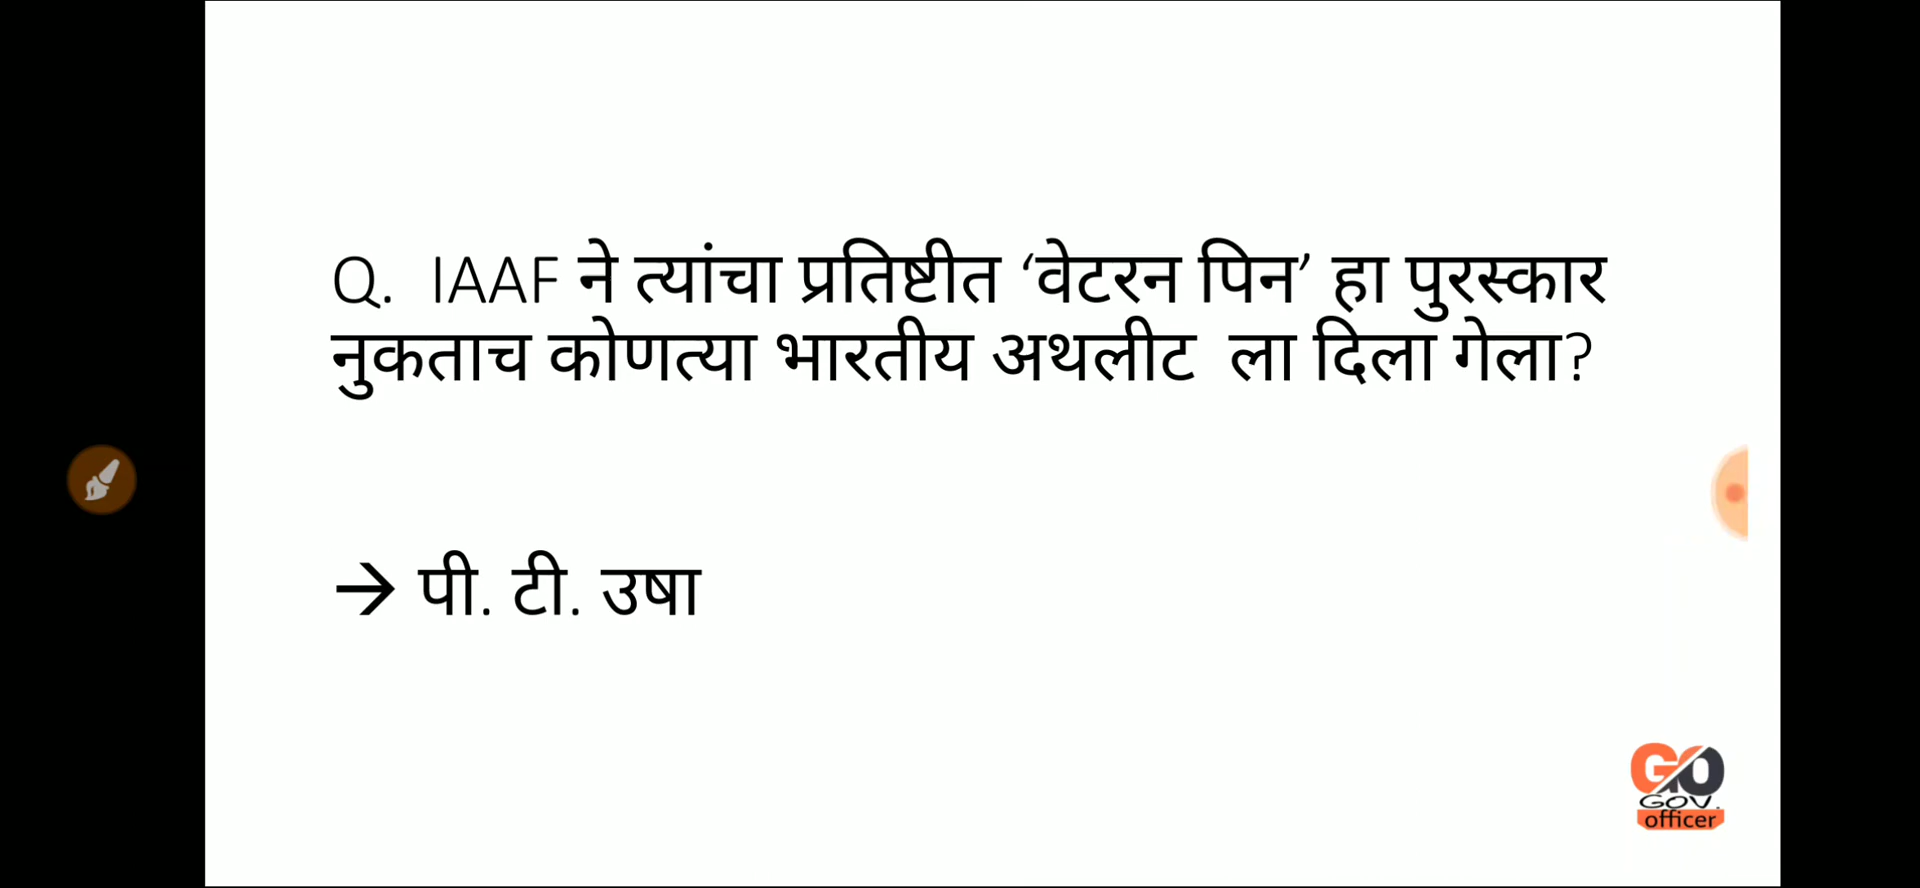 Q. IAAF ने त्यांचा प्रतिष्टीत ‘वेटरन पिन’ हा पुरस्कार
नुकताच कोणत्या भारतीय अथलीट ला दिला गेला?
→ पी. टी. उषा
GO
GOV.
officer